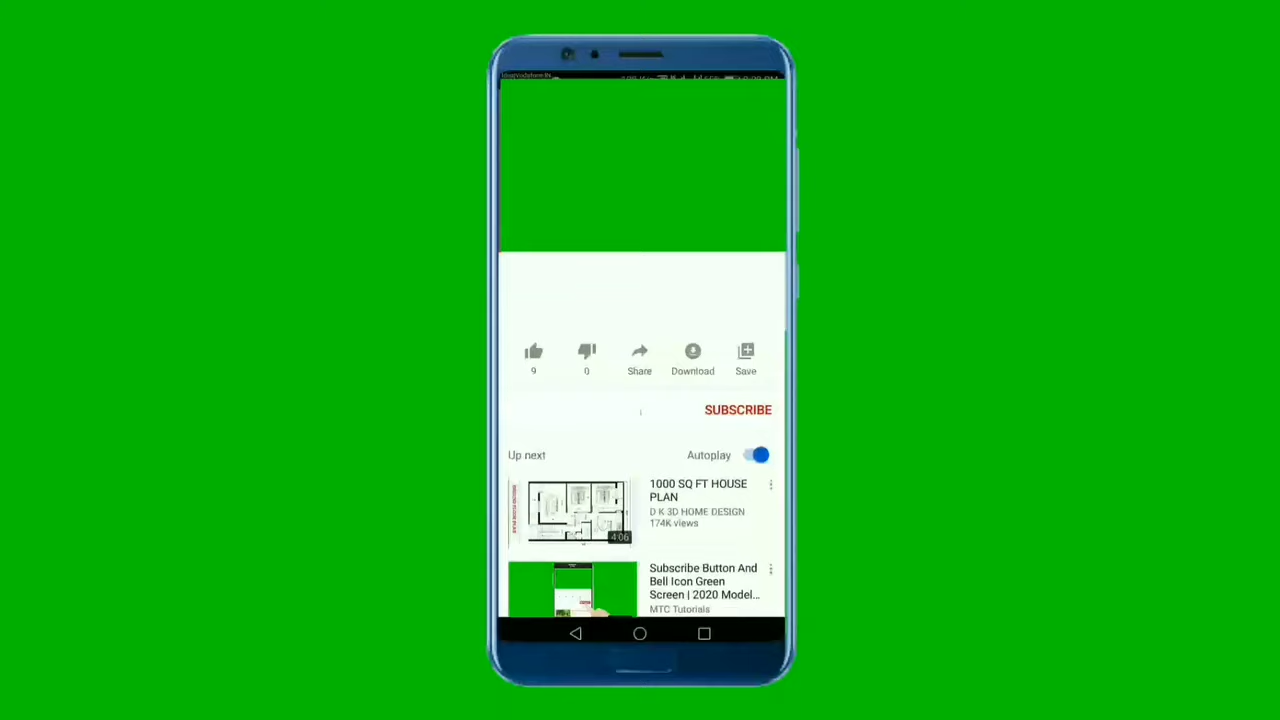 9
0
Share
Download
Save
SUBSCRIBE
Up next
Autoplay
1000 SQ FT HOUSE
PLAN
D K 3D HOME DESIGN
174K views
4:06
Subscribe Button And
Bell Icon Green
Screen | 2020 Model...
MTC Tutorials